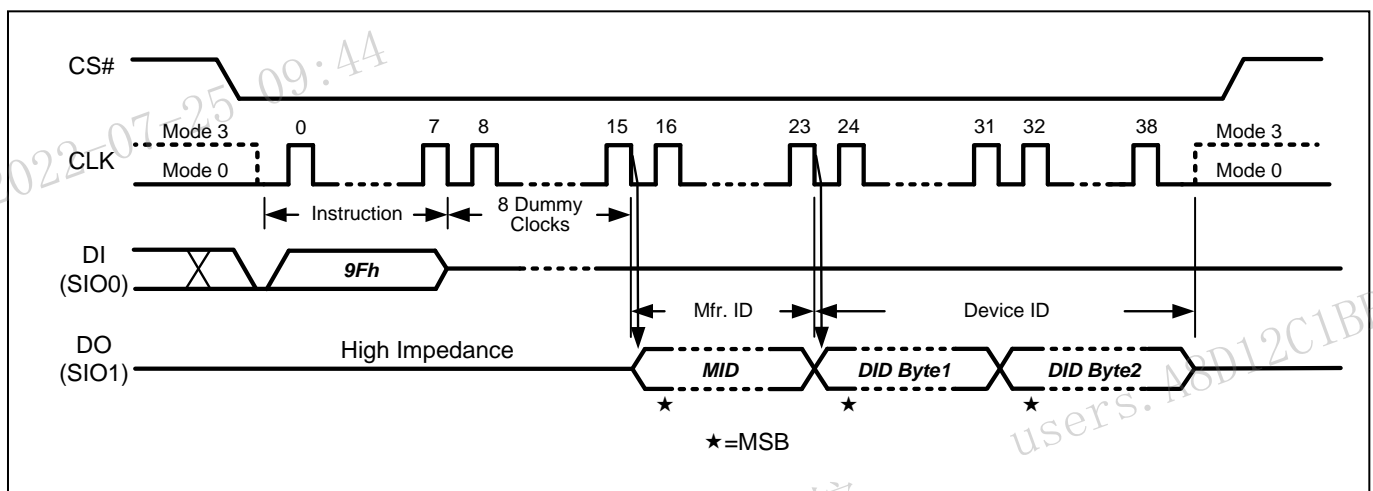 2022-07-25 09:44
CS#
Mode 3 0 7 8 15 16 23 24 31 32 38 Mode 3
CLK
Mode 0 Mode 0
Instruction 8 Dummy
Clocks
DI
(SIO0)
9Fh
Mfr. ID Device ID
DO
(SIO1)
High Impedance
MID DID Byte1 DID Byte2
★ ★ ★
★=MSB